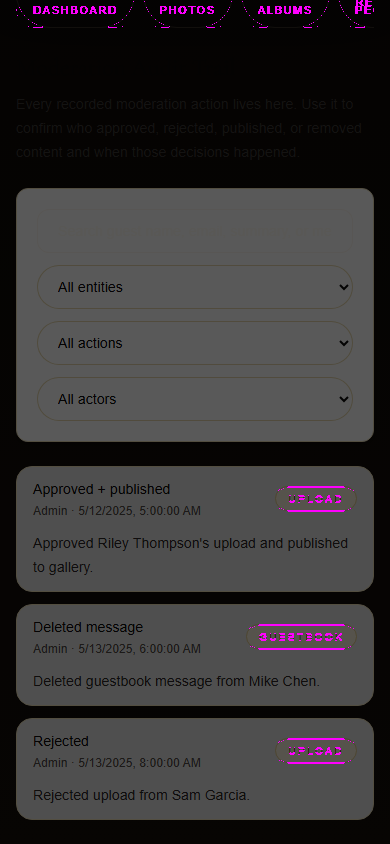 DASHBOARD PHOTOS ALBUMS
Every recorded moderation action lives here. Use it to
confirm who approved, rejected, published, or removed
content and when those decisions happened.
All entities
All actions
All actors
Approved + published
UPLOAD
Admin · 5/12/2025, 5:00:00 AM
Approved Riley Thompson's upload and published
to gallery.
Deleted message
GUESTBOOK
Admin · 5/13/2025, 6:00:00 AM
Deleted guestbook message from Mike Chen.
Rejected
UPLOAD
Admin · 5/13/2025, 8:00:00 AM
Rejected upload from Sam Garcia.